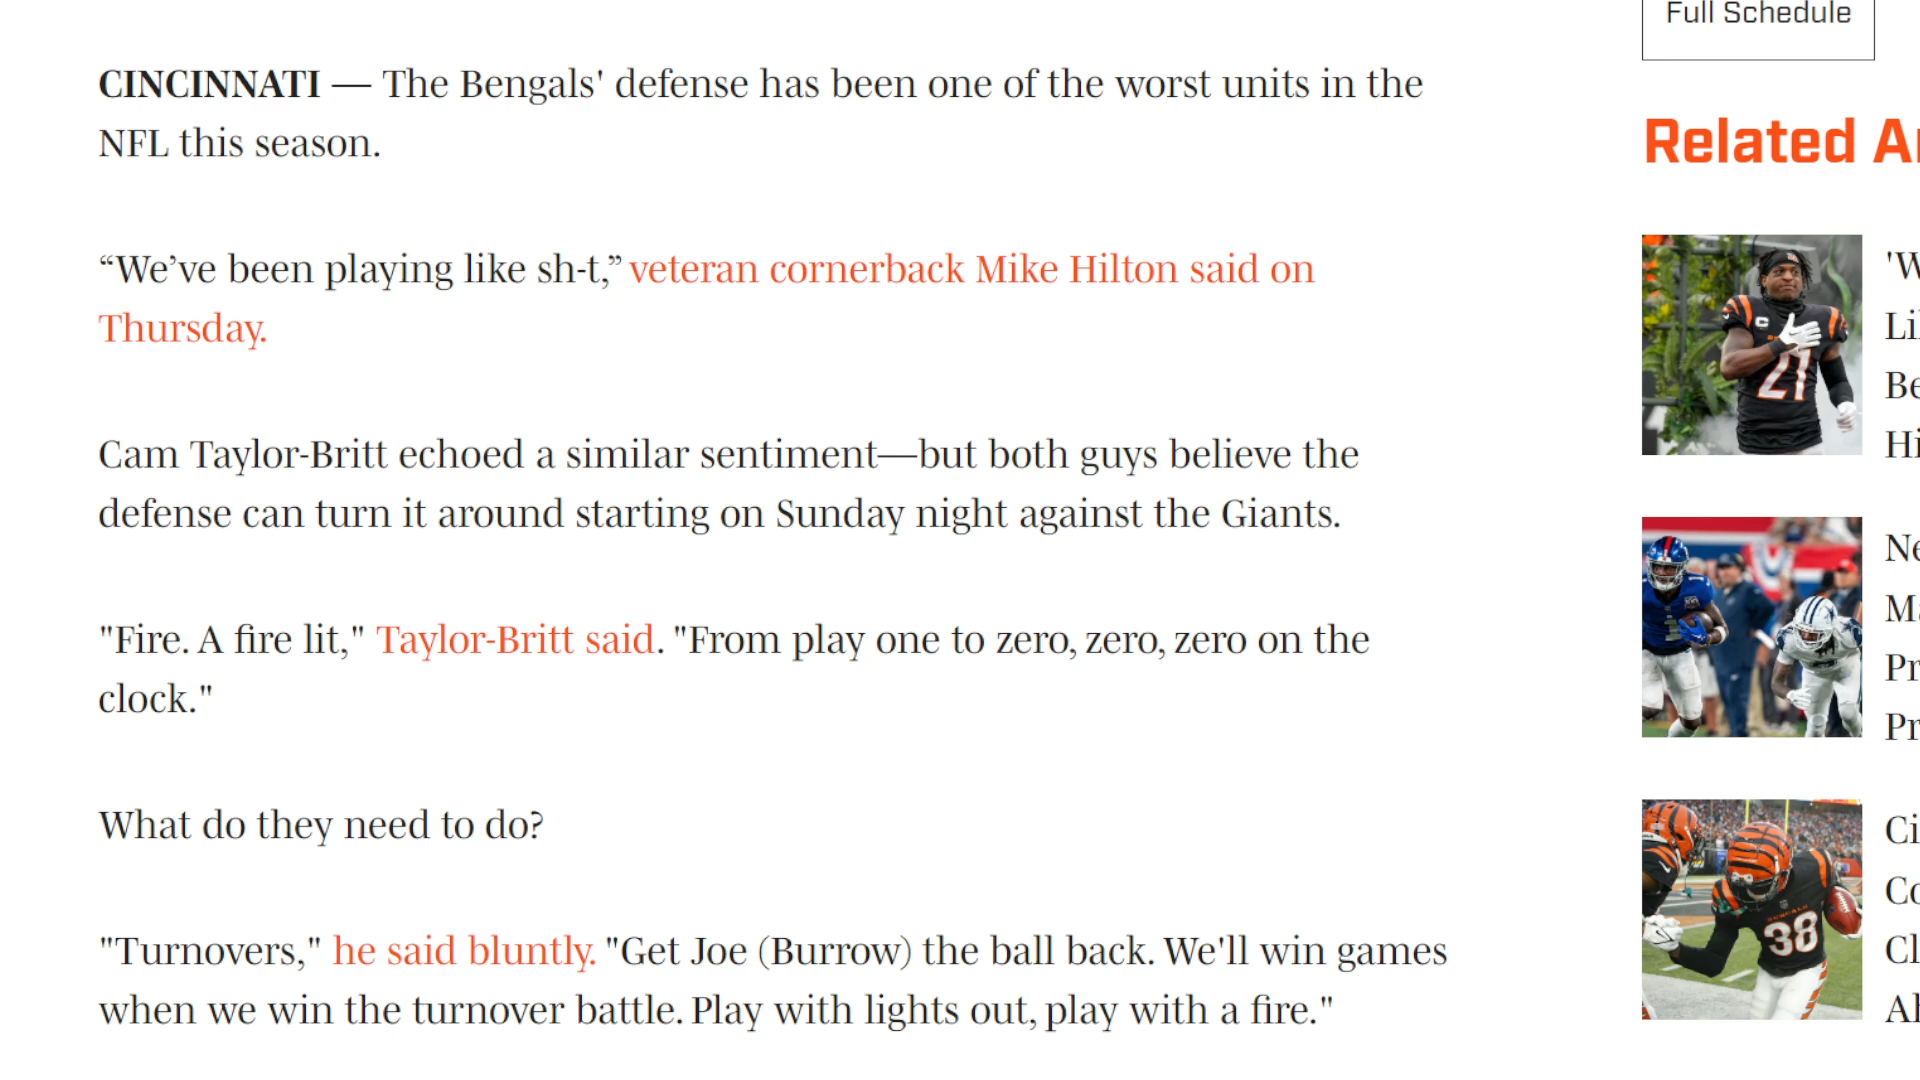 Full Schedule
CINCINNATI — The Bengals' defense has been one of the worst units in the
NFL this season.
“We’ve been playing like sh-t,” veteran cornerback Mike Hilton said on
Thursday.
Cam Taylor-Britt echoed a similar sentiment—but both guys believe the
defense can turn it around starting on Sunday night against the Giants.
"Fire. A fire lit," Taylor-Britt said. "From play one to zero, zero, zero on the
clock."
What do they need to do?
"Turnovers," he said bluntly. "Get Joe (Burrow) the ball back. We'll win games
when we win the turnover battle. Play with lights out, play with a fire."
Related
21
1
38